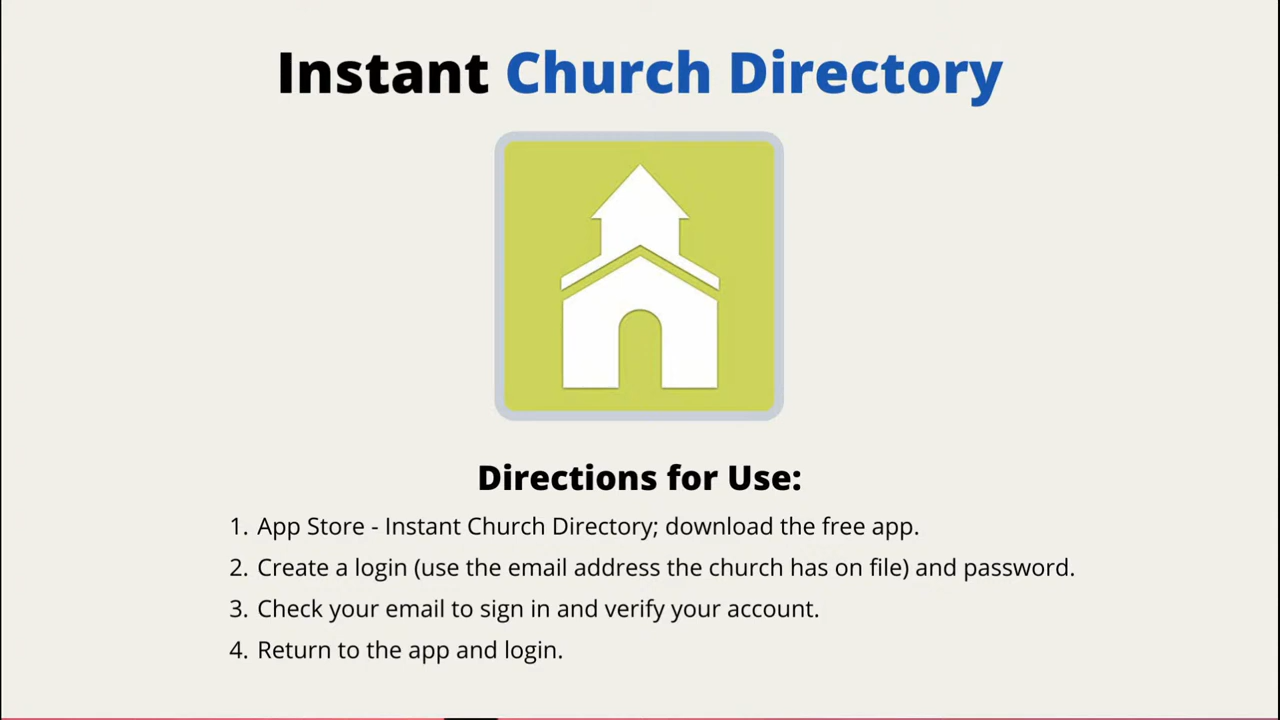 Instant Church Directory
Directions for Use:
1. App Store - Instant Church Directory; download the free app.
2. Create a login (use the email address the church has on file) and password.
3. Check your email to sign in and verify your account.
4. Return to the app and login.